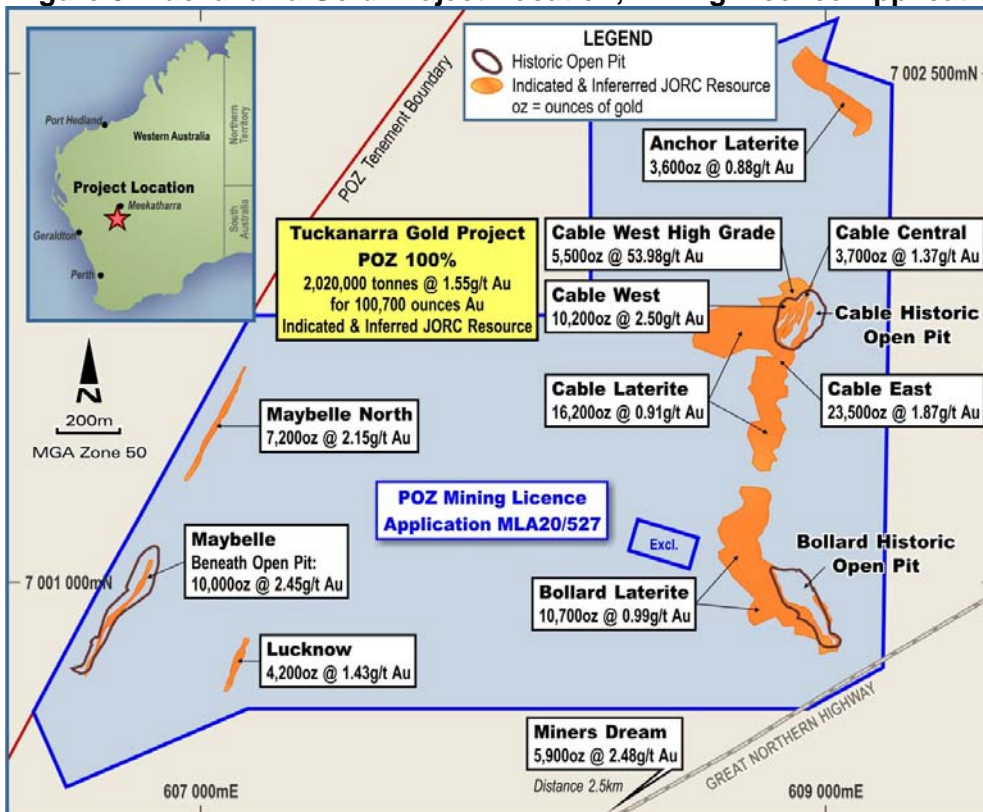 Gold Project Location,
LEGEND
Historic Open Pit
Indicated & Infererred JORC Resource
oz = ounces of gold
7 002 500mN
Port Hedland
Western Australia
Northern
Territory
South
Australia
Project Location
Meekatharra
Geraldton
Perth
POZ Tenement Boundary
Anchor Laterite
3,600oz @ 0.88g/t Au
Tuckanarra Gold Project
POZ 100%
2,020,000 tonnes @ 1.55g/t Au
for 100,700 ounces Au
Indicated & Inferred JORC Resource
Cable West High Grade
5,500oz @ 53.98g/t Au
Cable Central
3,700oz @ 1.37g/t Au
Cable West
10,200oz @ 2.50g/t Au
Cable Historic
Open Pit
N
200m
MGA Zone 50
Maybelle North
7,200oz @ 2.15g/t Au
Cable Laterite
16,200oz @ 0.91g/t Au
Cable East
23,500oz @ 1.87g/t Au
POZ Mining Licence
Application MLA20/527
Excl.
Bollard Historic
Open Pit
7 001 000mN
Maybelle
Beneath Open Pit:
10,000oz @ 2.45g/t Au
Bollard Laterite
10,700oz @ 0.99g/t Au
Lucknow
4,200oz @ 1.43g/t Au
Miners Dream
5,900oz @ 2.48g/t Au
Distance 2.5km
GREAT NORTHERN HIGHWAY
607 000mE
609 000mE